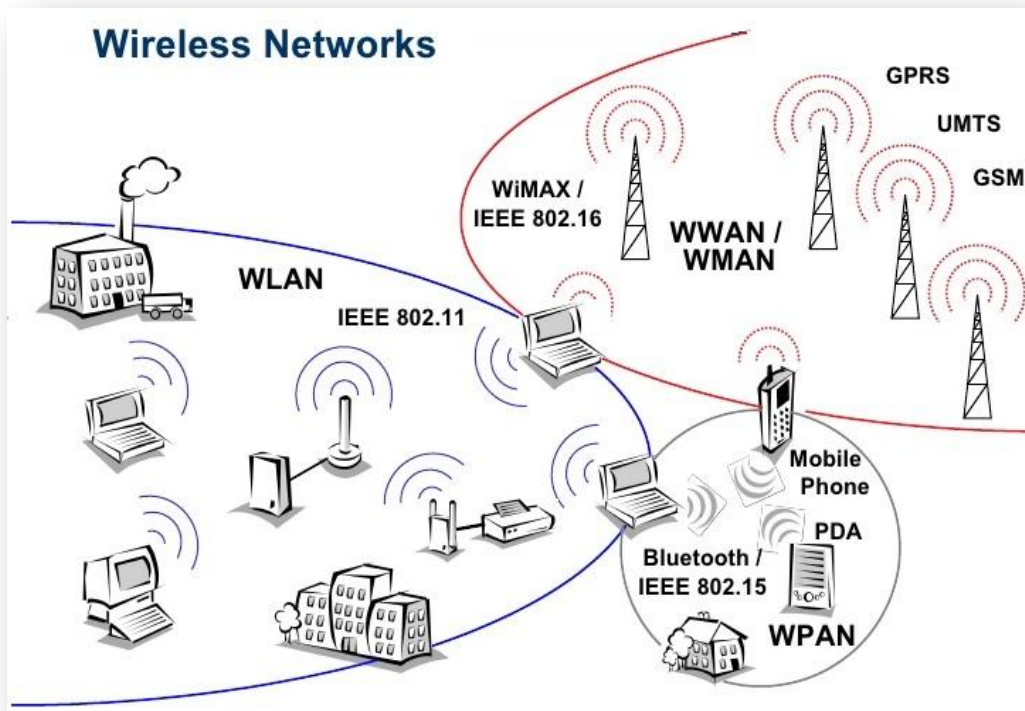 Wireless Networks
GPRS
UMTS
GSM
WiMAX /
IEEE 802.16
WWAN /
WMAN
WLAN
IEEE 802.11
Mobile
Phone
PDA
Bluetooth /
IEEE 802.15
WPAN